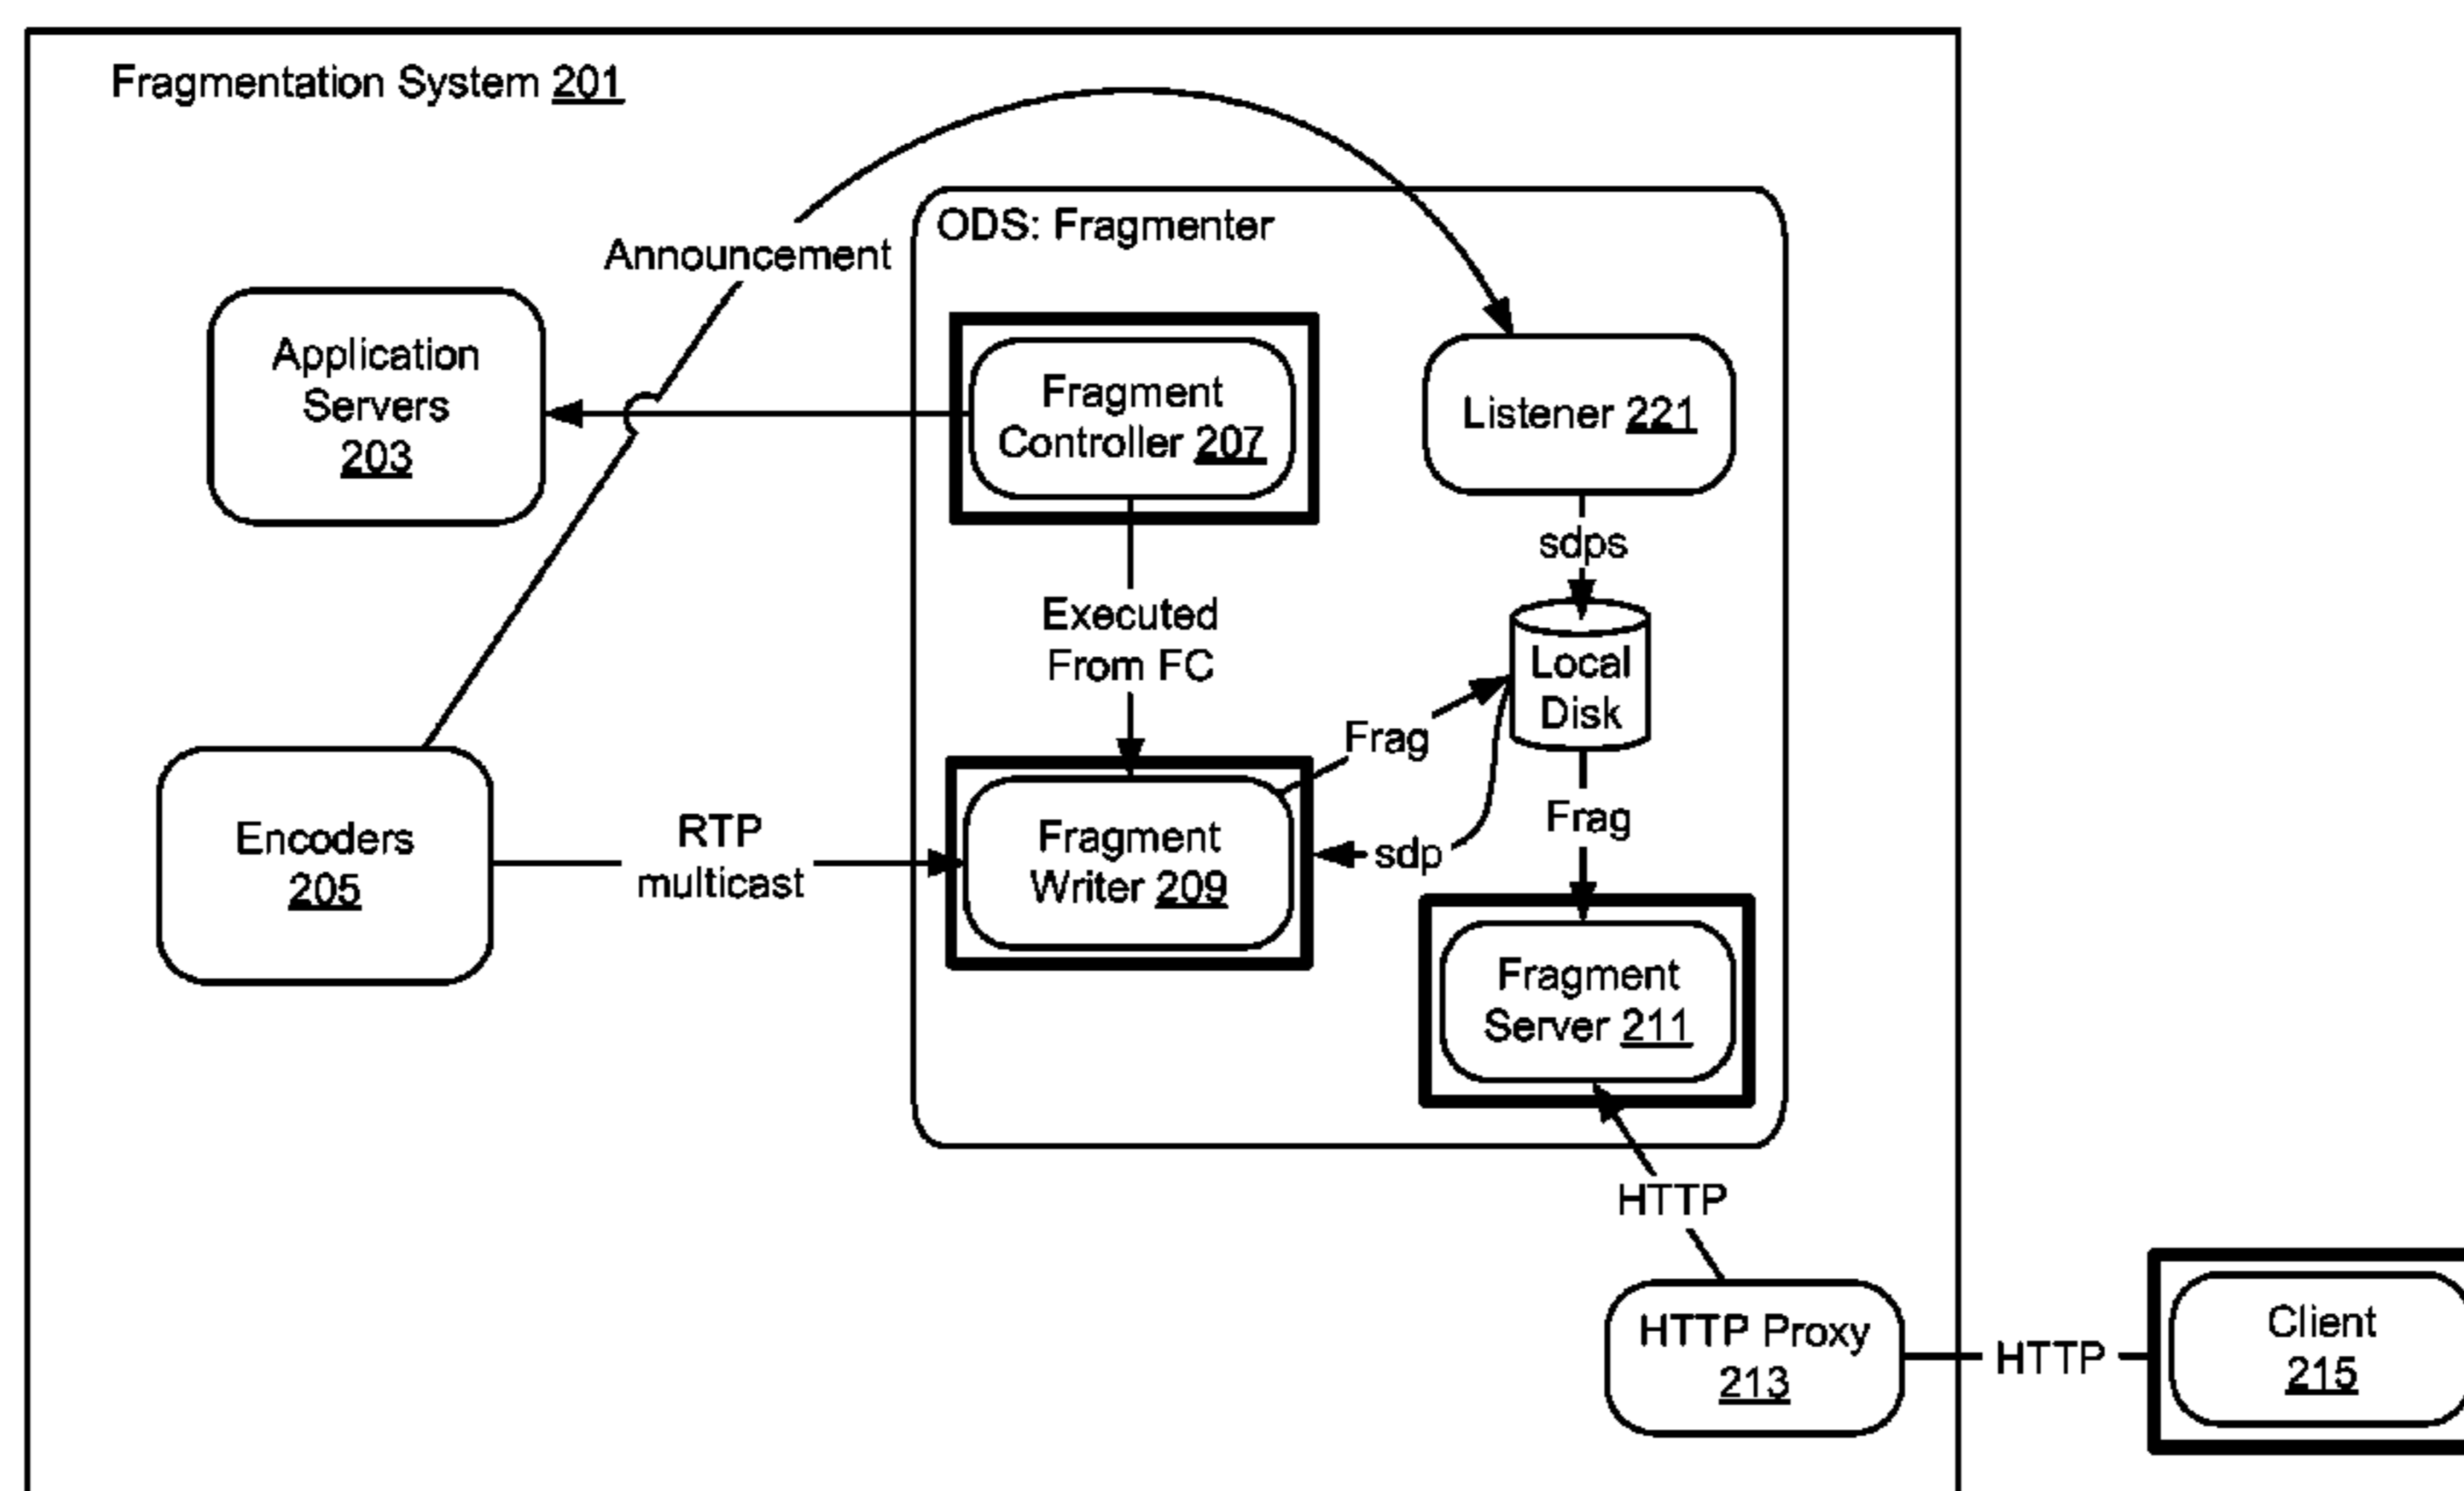 Fragmentation System 201
ODS: Fragmenter
Announcement
Application
Servers
203
Fragment
Controller 207
Listener 221
sdps
Executed
From FC
Local
Disk
Frag
Frag
Encoders
205
RTP
multicast
Fragment
Writer 209
sdp
Fragment
Server 211
HTTP
HTTP Proxy
213
HTTP
Client
215